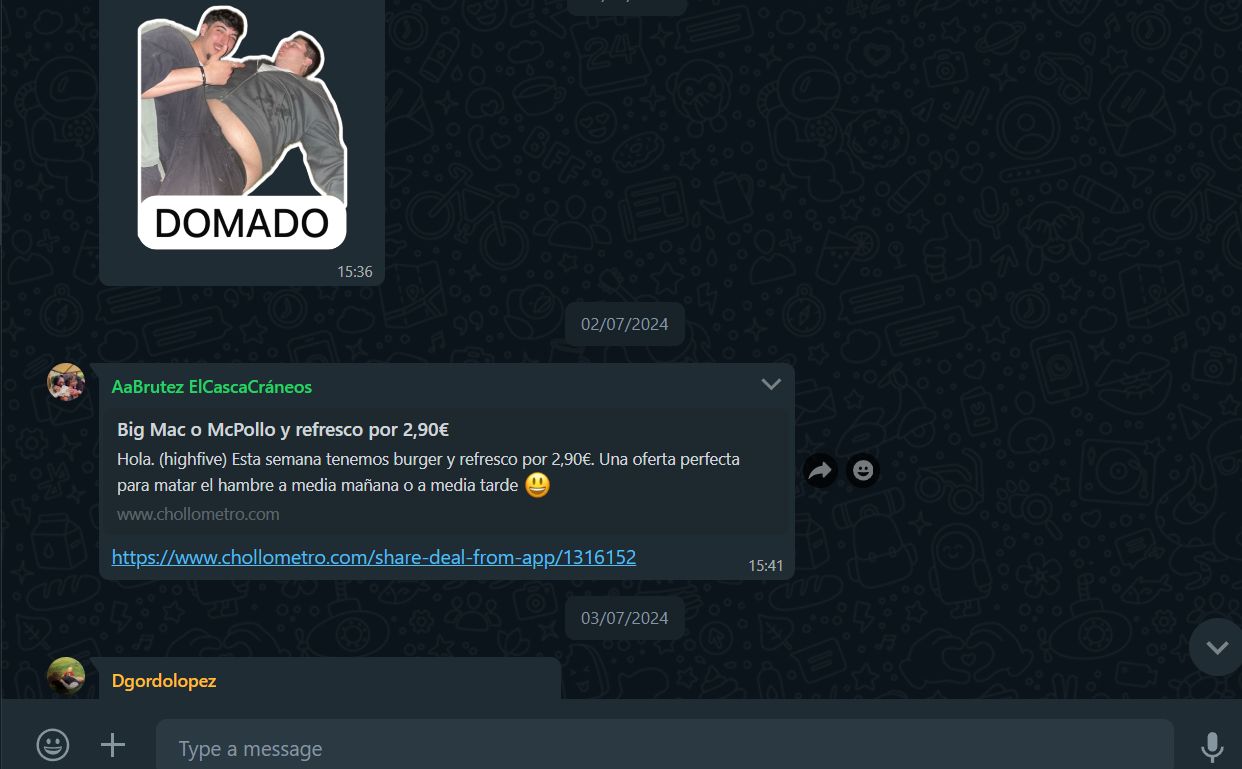 DOMADO
15:36
02/07/2024
AaBrutez ElCascaCráneos
Big Mac o McPollo y refresco por 2,90€
Hola. (highfive) Esta semana tenemos burger y refresco por 2,90€. Una oferta perfecta
para matar el hambre a media mañana o a media tarde 😃
www.chollometro.com
https://www.chollometro.com/share-deal-from-app/1316152
15:41
03/07/2024
Dgordolopez
Type a message